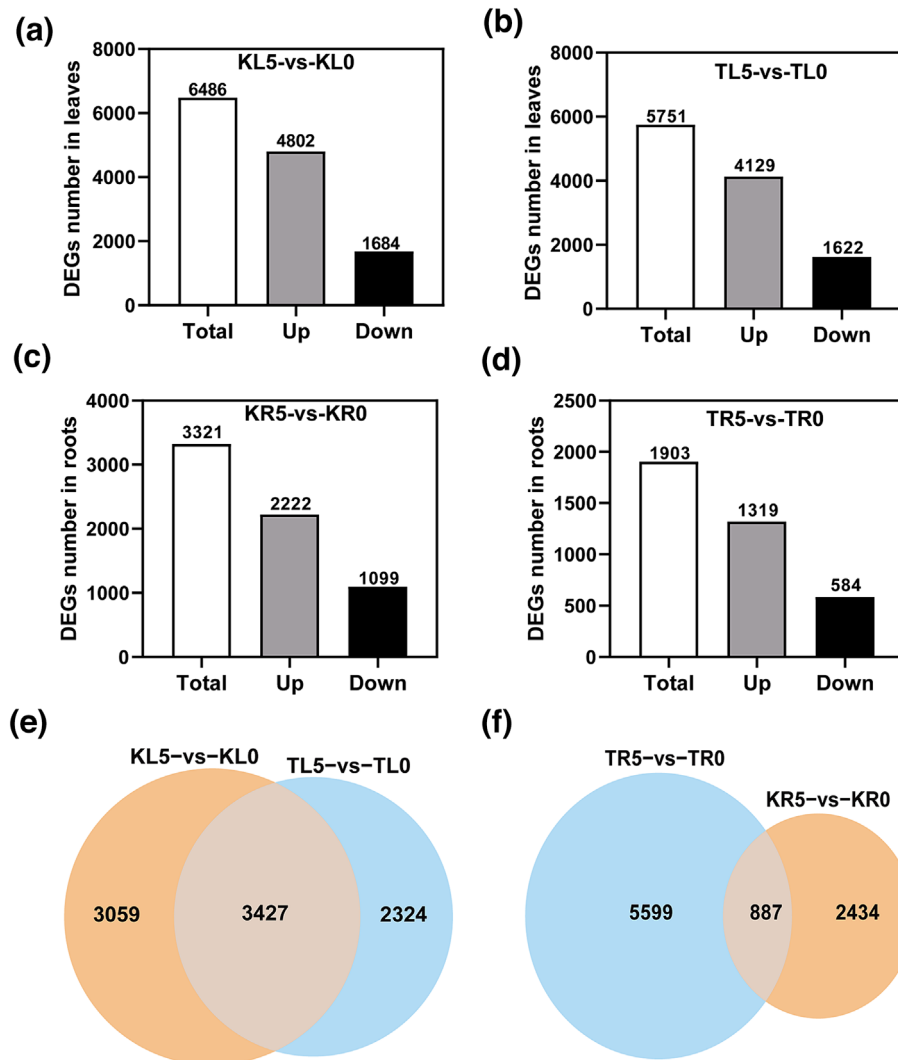 (a)
KL5-vs-KL0
DEGs number in leaves
8000
6000
4000
2000
0
6486
4802
1684
Total Up Down
(b)
TL5-vs-TL0
DEGs number in leaves
8000
6000
4000
2000
0
5751
4129
1622
Total Up Down
(c)
KR5-vs-KR0
DEGs number in roots
4000
3000
2000
1000
0
3321
2222
1099
Total Up Down
(d)
TR5-vs-TR0
DEGs number in roots
2500
2000
1500
1000
500
0
1903
1319
584
Total Up Down
(e)
KL5−vs−KL0
TL5−vs−TL0
3059 3427 2324
(f)
TR5−vs−TR0
KR5−vs−KR0
5599 887 2434